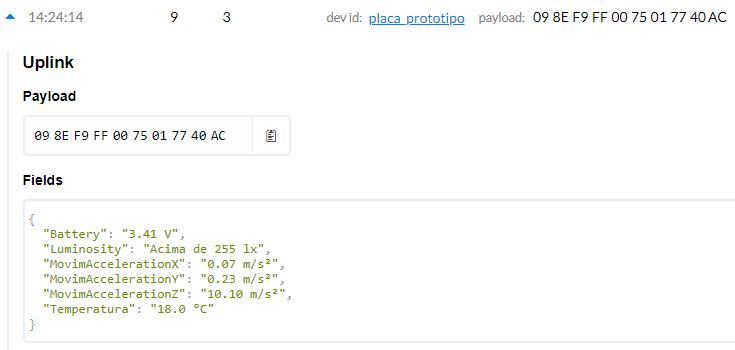 14:24:14 9 3 dev id: placa_prototipo payload: 09 8E F9 FF 00 75 01 77 40 AC
Uplink
Payload
09 8E F9 FF 00 75 01 77 40 AC
Fields
{
"Battery": "3.41 V",
"Luminosity": "Acima de 255 lx",
"MovimAccelerationX": "0.07 m/s²",
"MovimAccelerationY": "0.23 m/s²",
"MovimAccelerationZ": "10.10 m/s²",
"Temperatura": "18.0 ºC"
}